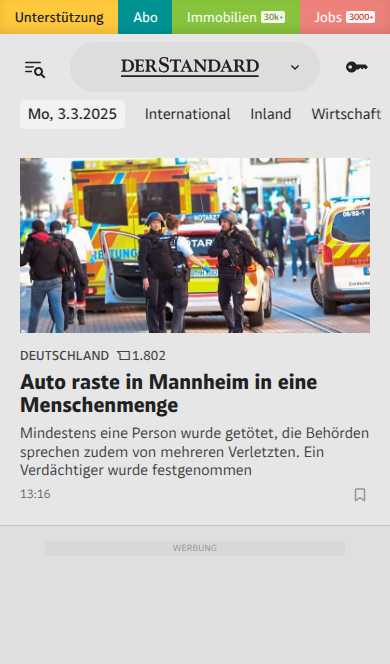 Unterstützung Abo Immobilien 30k+ Jobs 3000+
DERSTANDARD
Mo, 3.3.2025 International Inland Wirtschaft
NOTARZT
NOTAR
DEUTSCHLAND 1.802
Auto raste in Mannheim in eine
Menschenmenge
Mindestens eine Person wurde getötet, die Behörden
sprechen zudem von mehreren Verletzten. Ein
Verdächtiger wurde festgenommen
13:16
WERBUNG